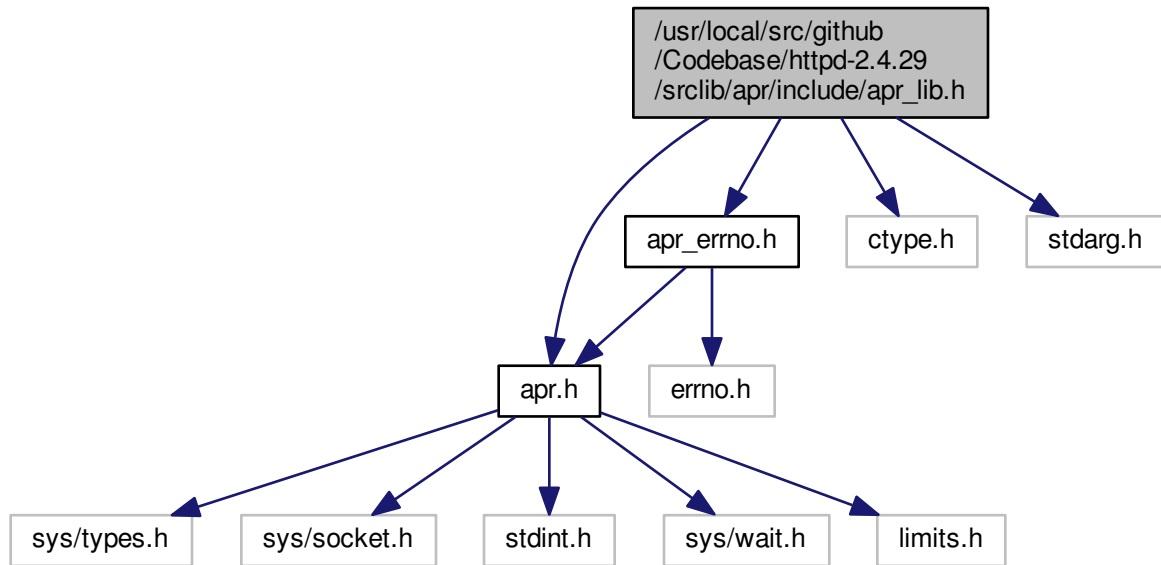 /usr/local/src/github
/Codebase/httpd-2.4.29
/srclib/apr/include/apr_lib.h
apr_errno.h
ctype.h
stdarg.h
apr.h
errno.h
sys/types.h
sys/socket.h
stdint.h
sys/wait.h
limits.h